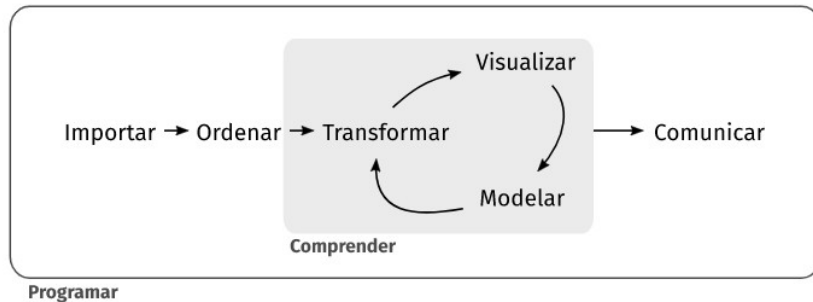 Visualizar
Importar Ordenar Transformar Comunicar
Modelar
Comprender
Programar